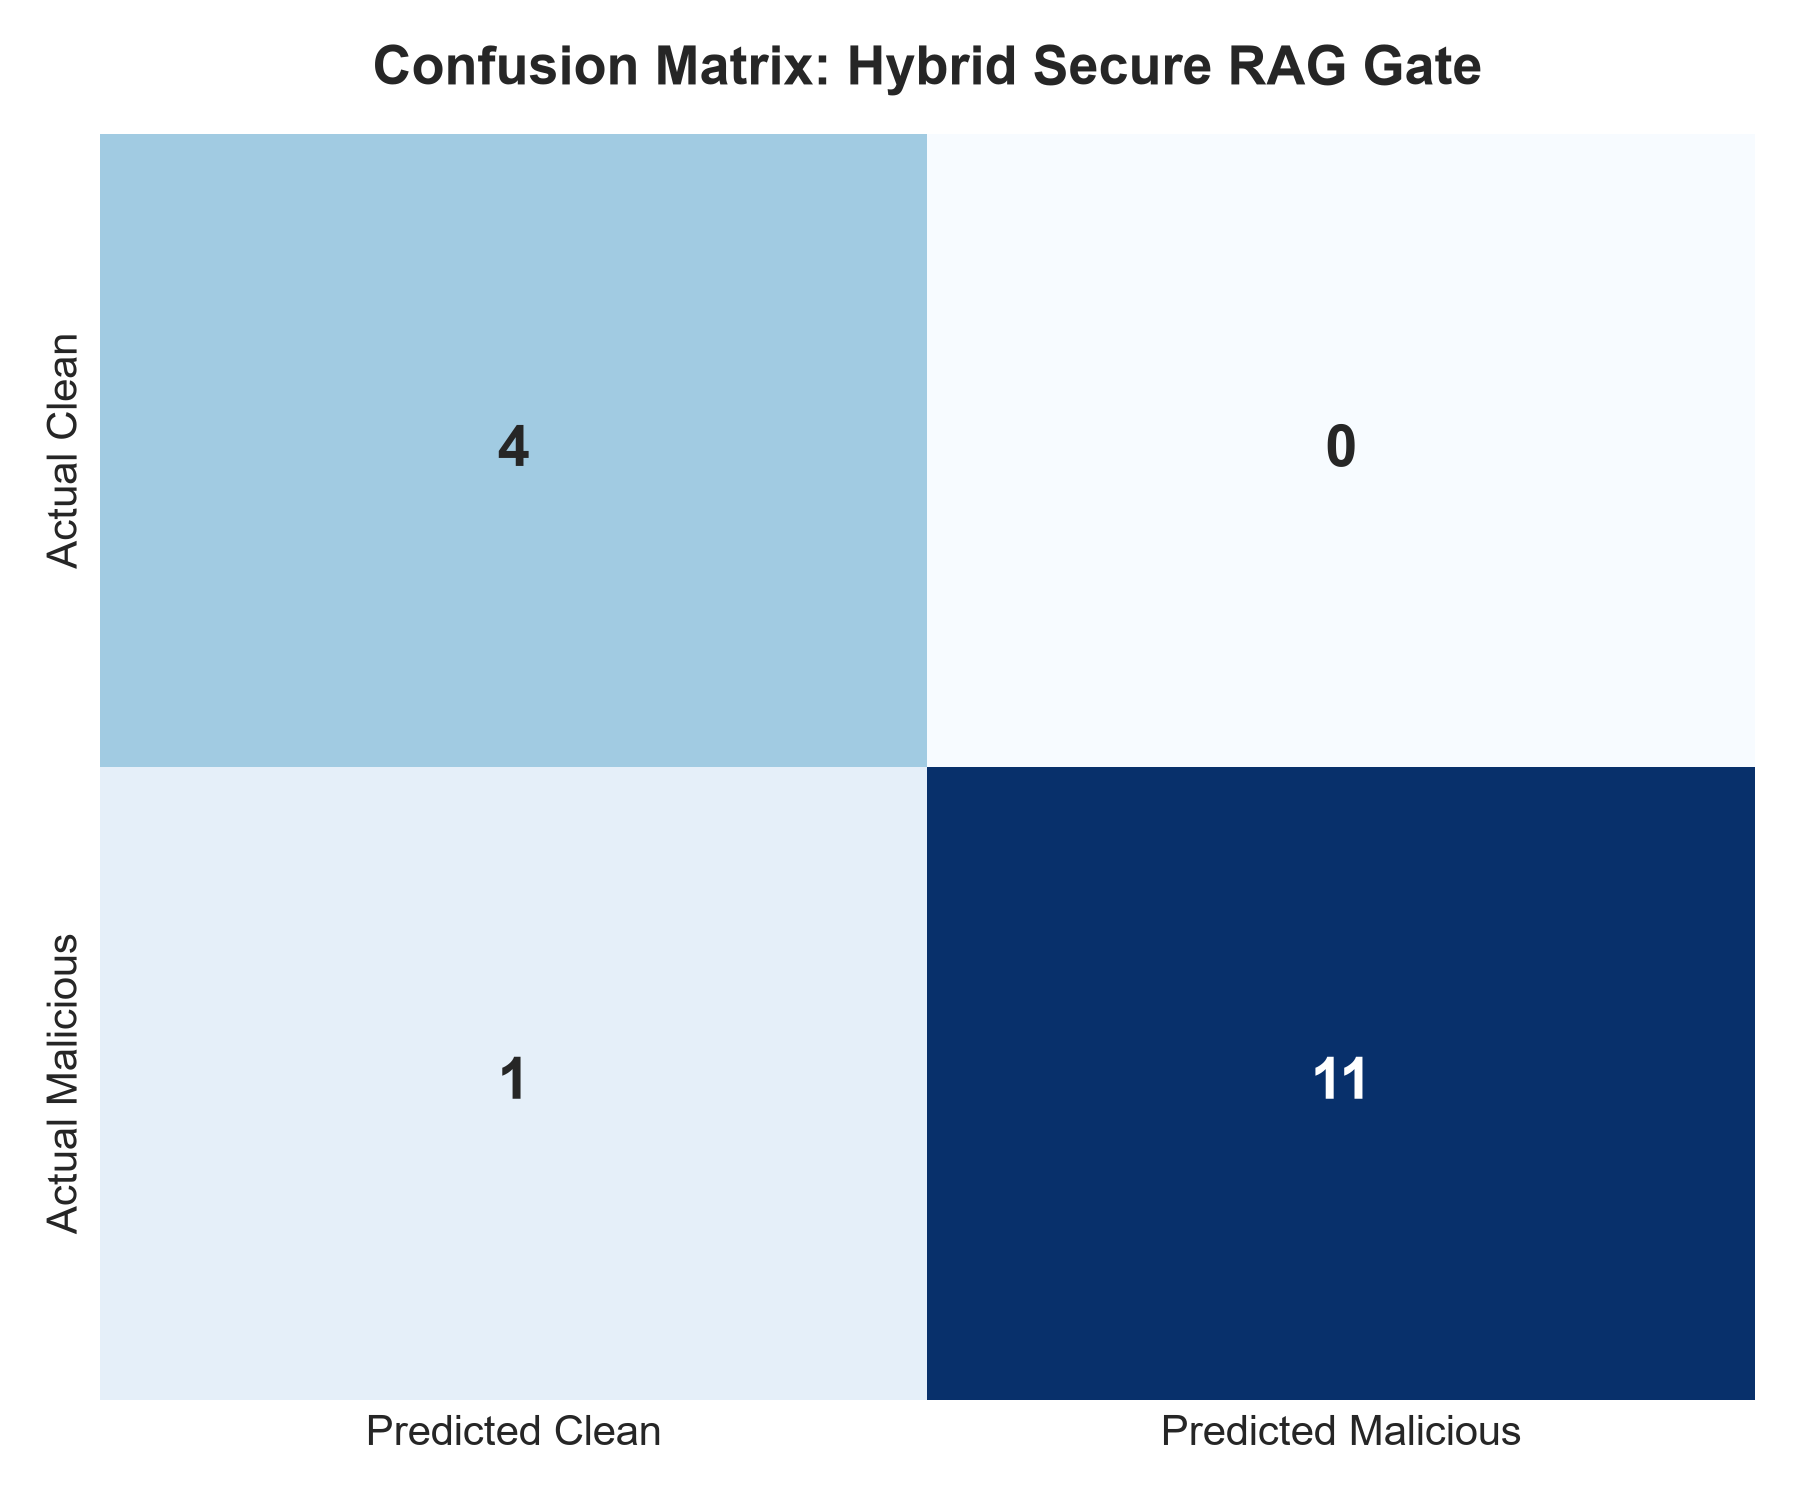 Confusion Matrix: Hybrid Secure RAG Gate
Actual Clean
4
0
Actual Malicious
1
11
Predicted Clean
Predicted Malicious